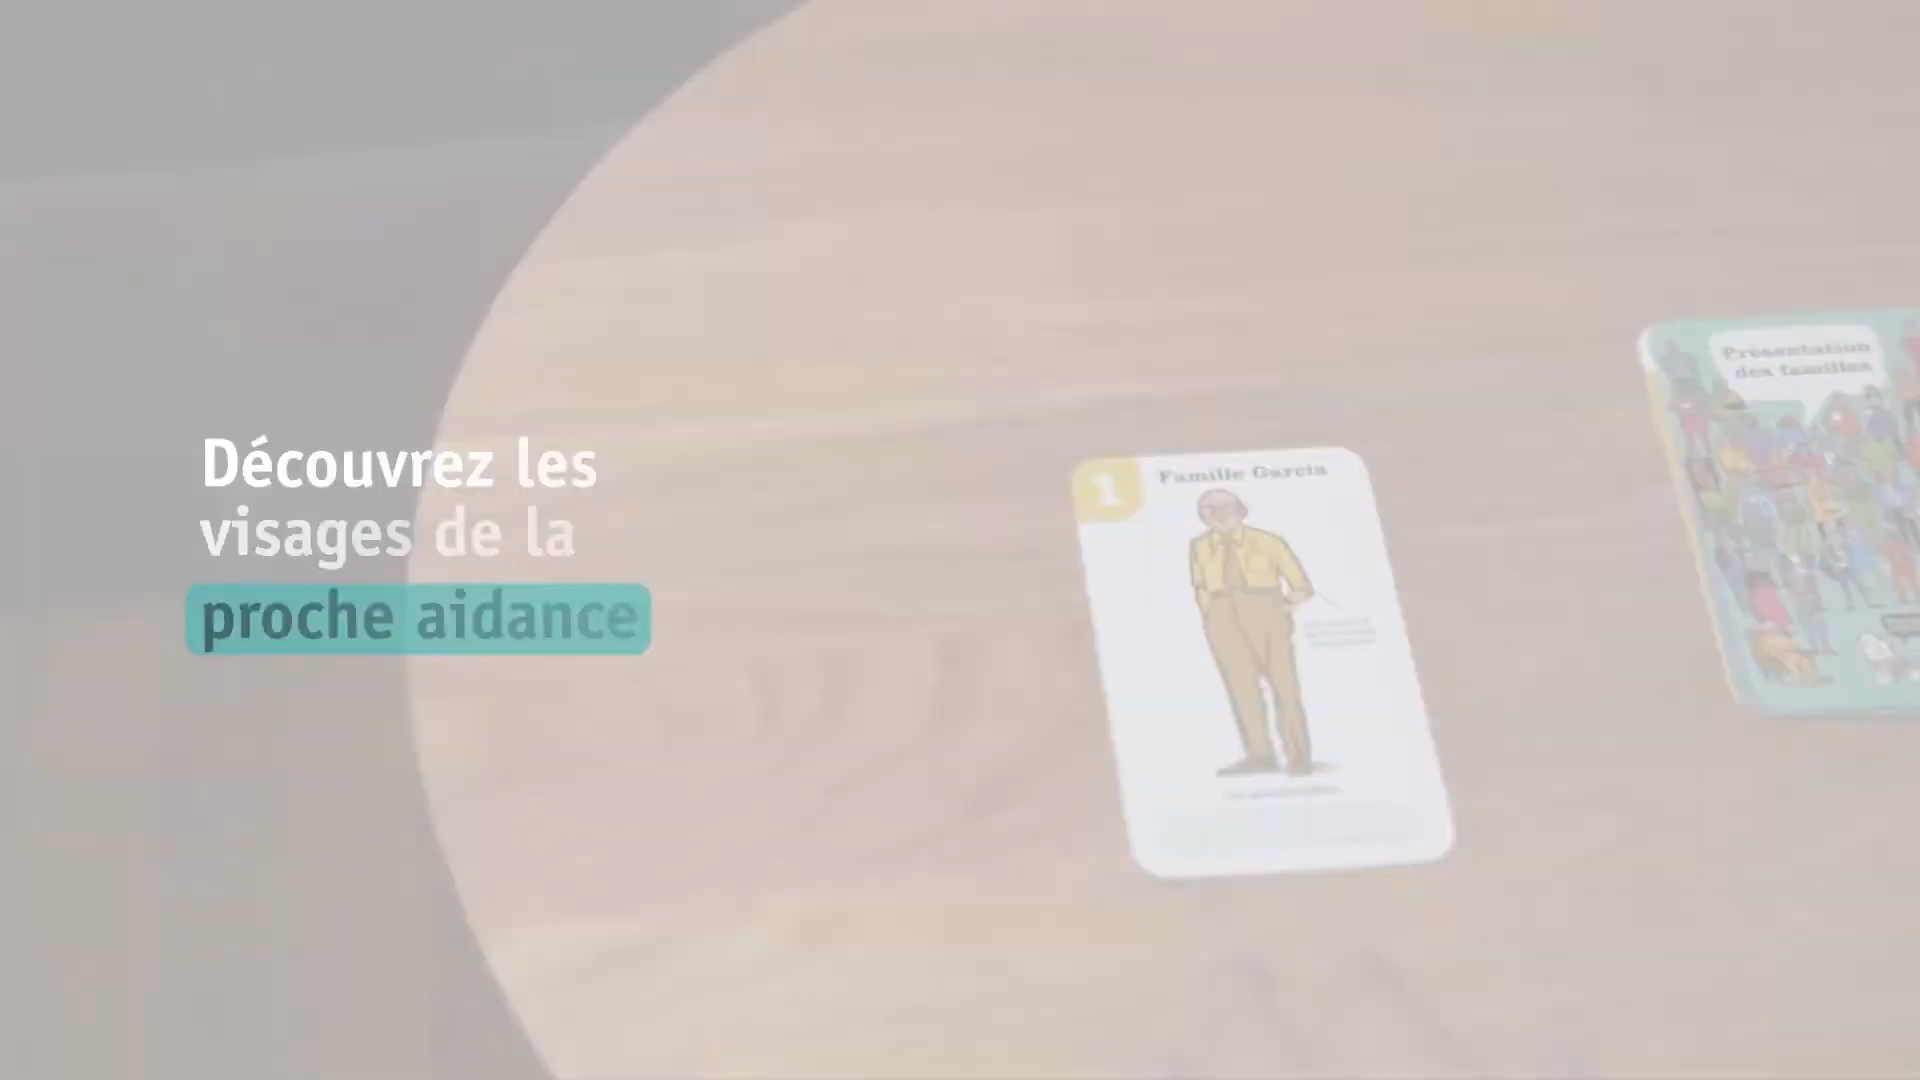 Découvrez les
visages de la
proche aidance
1
Famille Garcia
Présentation
des familles